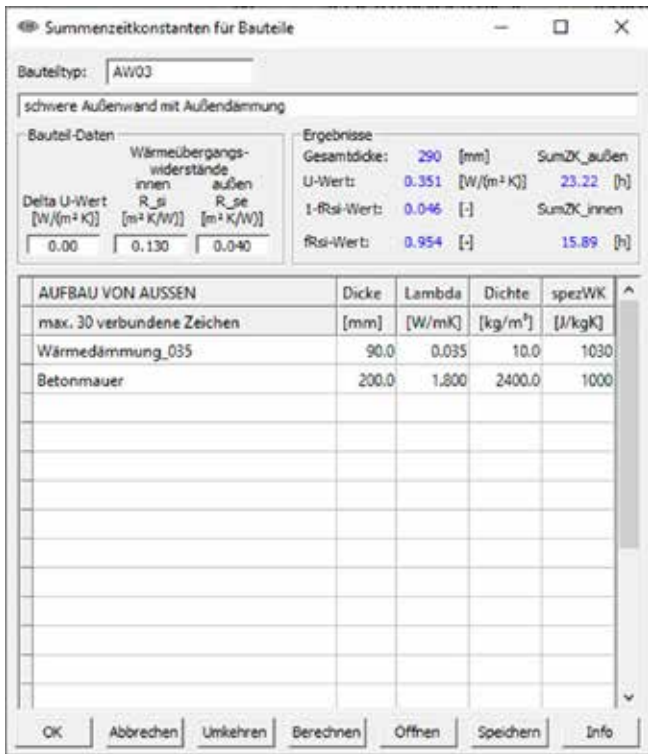 Summenzeitkonstanten für Bauteile
Bauteiltyp: AW03
schwere Außenwand mit Außendämmung
Bauteil-Daten
Wärmeübergangs-
widerstände
innen außen
Delta U-Wert R_si R_se
[W/(m² K)] [m² K/W)] [m² K/W)]
0.00 0.130 0.040
Ergebnisse
Gesamtdicke: 290 [mm] SumZK_außen
U-Wert: 0.351 [W/(m² K)] 23.22 [h]
1-fRsi-Wert: 0.046 [-] SumZK_innen
fRsi-Wert: 0.954 [-] 15.89 [h]
AUFBAU VON AUSSEN Dicke Lambda Dichte spezWK
max. 30 verbundene Zeichen [mm] [W/mK] [kg/m³] [J/kgK]
Wärmedämmung_035 90.0 0.035 10.0 1030
Betonmauer 200.0 1.800 2400.0 1000
OK Abbrechen Umkehren Berechnen Öffnen Speichern Info